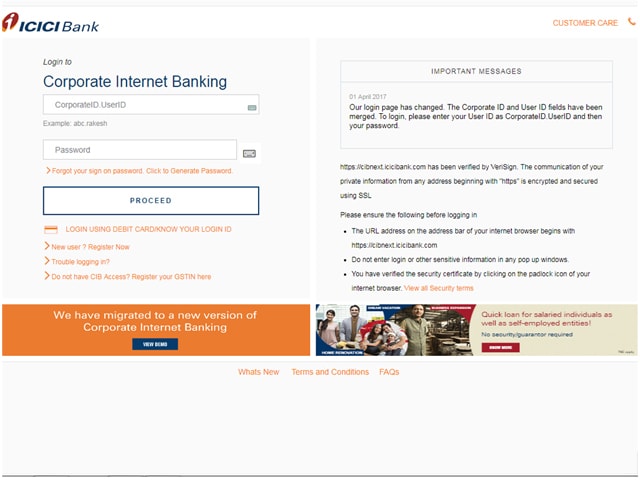 ICICI Bank
CUSTOMER CARE
Login to
Corporate Internet Banking
CorporateID.UserID
Example: abc.rakesh
Password
Forgot your sign on password. Click to Generate Password.
PROCEED
LOGIN USING DEBIT CARD/KNOW YOUR LOGIN ID
New user ? Register Now
Trouble logging in?
Do not have CIB Access? Register your GSTIN here
IMPORTANT MESSAGES
01 April 2017
Our login page has changed. The Corporate ID and User ID fields have been
merged. To login, please enter your User ID as CorporateID.UserID and then
your password.
https://cibnext.icicibank.com has been verified by VeriSign. The communication of your
private information from any address beginning with "https" is encrypted and secured
using SSL
Please ensure the following before logging in
• The URL address on the address bar of your internet browser begins with
https://cibnext.icicibank.com
• Do not enter login or other sensitive information in any pop up windows.
• You have verified the security certificate by clicking on the padlock icon of your
internet browser. View all Security terms
We have migrated to a new version of
Corporate Internet Banking
VIEW DEMO
DREAM VACATION
BUSINESS EXPANSION
HOME RENOVATION
Quick loan for salaried individuals as
well as self-employed entities!
No security/guarantor required
KNOW MORE
Whats New
Terms and Conditions
FAQs